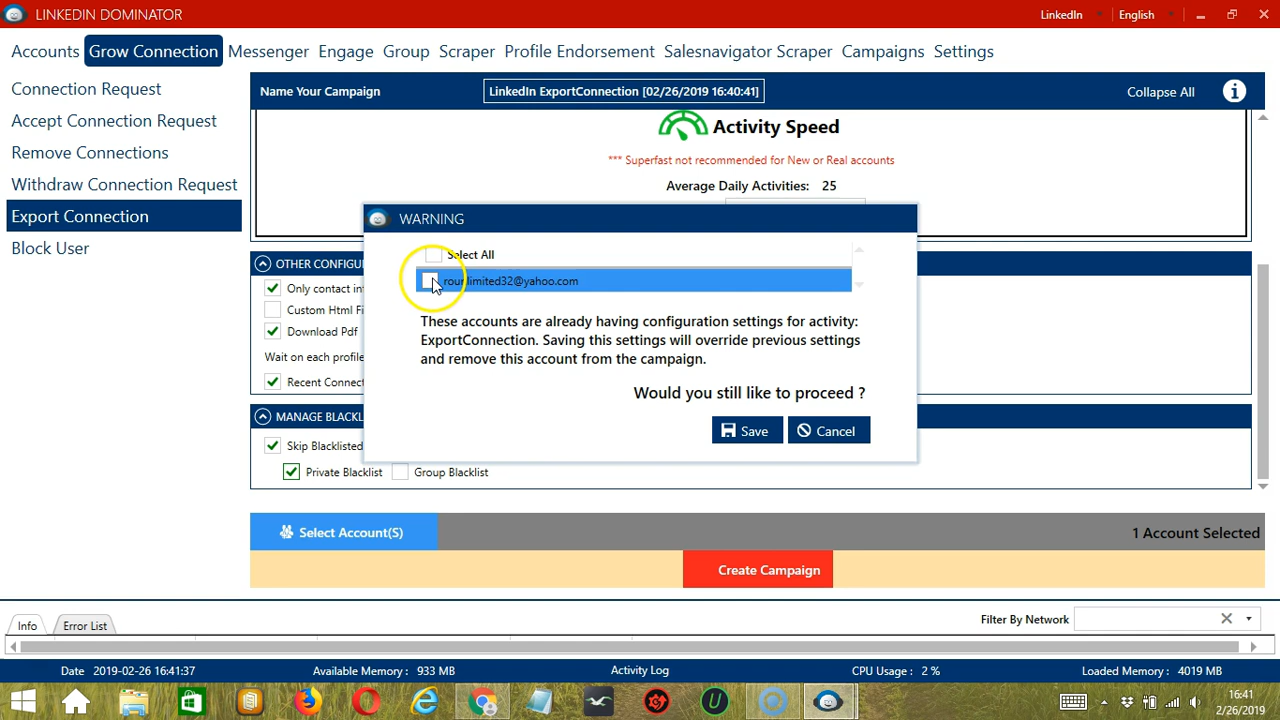 LINKEDIN DOMINATOR
LinkedIn
English
Accounts
Grow Connection
Messenger
Engage
Group
Scraper
Profile Endorsement
Salesnavigator Scraper
Campaigns
Settings
Connection Request
Accept Connection Request
Remove Connections
Withdraw Connection Request
Export Connection
Block User
Name Your Campaign
LinkedIn ExportConnection [02/26/2019 16:40:41]
Collapse All
Activity Speed
*** Superfast not recommended for New or Real accounts
Average Daily Activities: 25
WARNING
Select All
@yahoo.com
These accounts are already having configuration settings for activity:
ExportConnection. Saving this settings will override previous settings
and remove this account from the campaign.
Would you still like to proceed ?
Save
Cancel
OTHER CONFIGU
Only contact in
Custom Html Fi
Download Pdf
Wait on each profile
Recent Connect
MANAGE BLACKL
Skip Blacklisted
Private Blacklist
Group Blacklist
Select Account(S)
1 Account Selected
Create Campaign
Info
Error List
Filter By Network
Date 2019-02-26 16:41:37
Available Memory : 933 MB
Activity Log
CPU Usage : 2 %
Loaded Memory : 4019 MB
16:41
2/26/2019